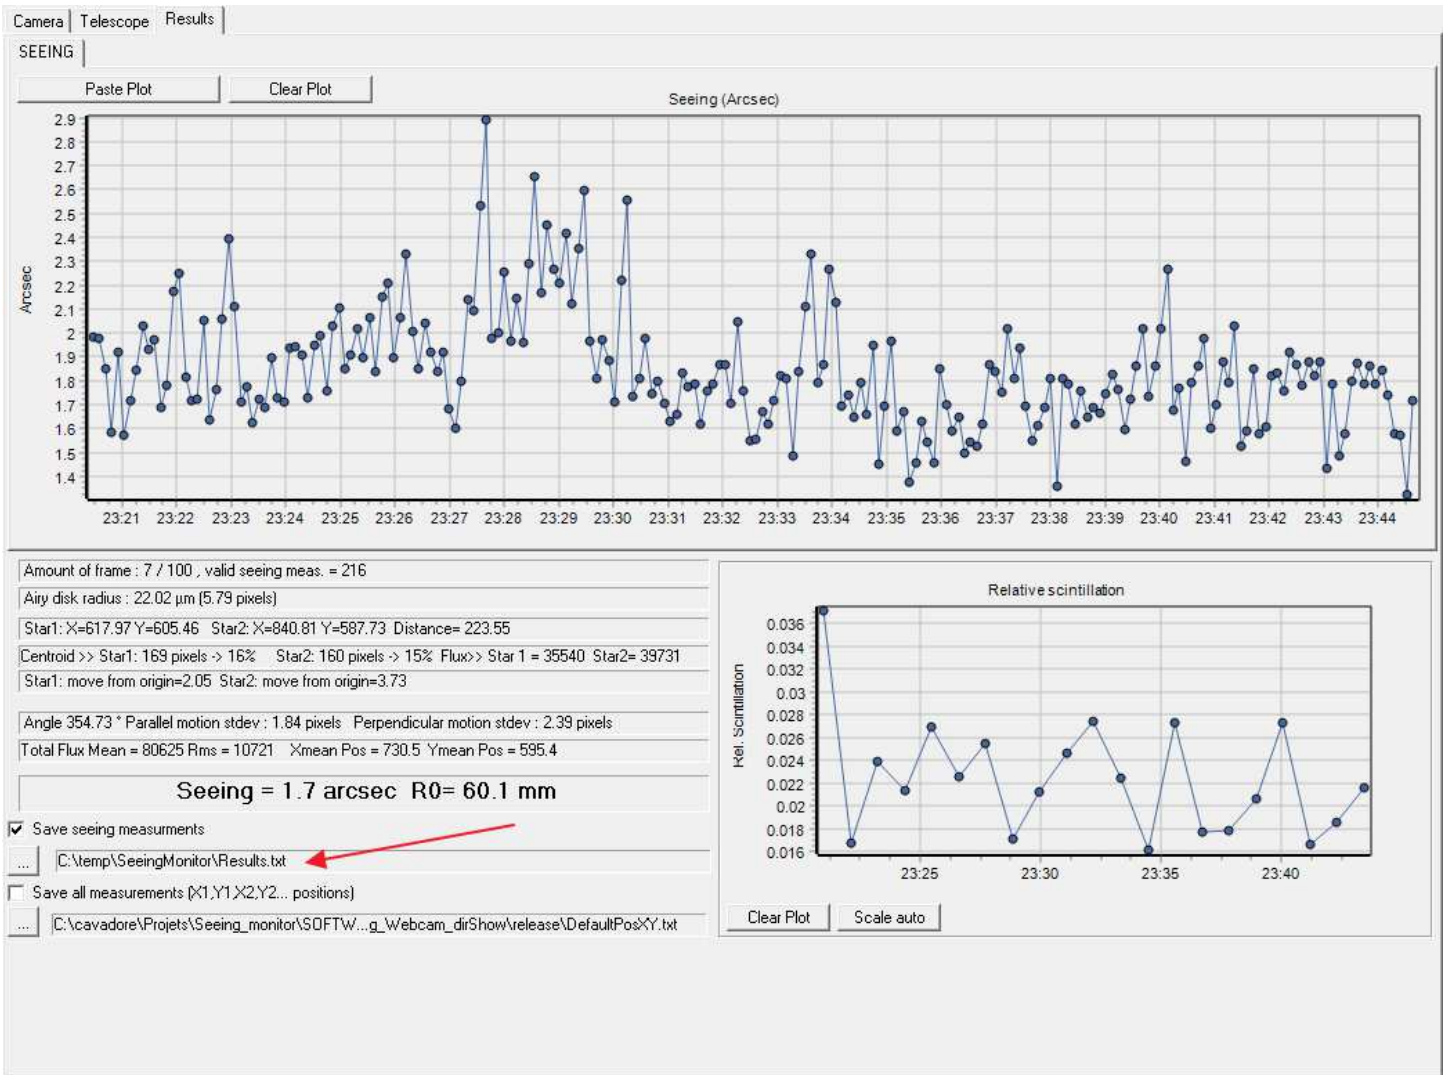 Camera Telescope Results
SEEING
Paste Plot Clear Plot
Seeing (Arcsec)
Arcsec
2.9
2.8
2.7
2.6
2.5
2.4
2.3
2.2
2.1
2
1.9
1.8
1.7
1.6
1.5
1.4
23:21 23:22 23:23 23:24 23:25 23:26 23:27 23:28 23:29 23:30 23:31 23:32 23:33 23:34 23:35 23:36 23:37 23:38 23:39 23:40 23:41 23:42 23:43 23:44
Amount of frame : 7 / 100 , valid seeing meas. = 216
Airy disk radius : 22.02 µm (5.79 pixels)
Star1: X=617.97 Y=605.46 Star2: X=840.81 Y=587.73 Distance= 223.55
Centroid >> Star1: 169 pixels -> 16% Star2: 160 pixels -> 15% Flux>> Star 1 = 35540 Star2= 39731
Star1: move from origin=2.05 Star2: move from origin=3.73
Angle 354.73 ° Parallel motion stdev : 1.84 pixels Perpendicular motion stdev : 2.39 pixels
Total Flux Mean = 80625 Rms = 10721 Xmean Pos = 730.5 Ymean Pos = 595.4
Seeing = 1.7 arcsec R0= 60.1 mm
Save seeing measurments
... C:\temp\SeeingMonitor\Results.txt
Save all measurements (X1,Y1,X2,Y2... positions)
... C:\cavadore\Projets\Seeing_monitor\SOFTW...g_Webcam_dirShow\release\DefaultPosXY.txt
Relative scintillation
Rel. Scintillation
0.036
0.034
0.032
0.03
0.028
0.026
0.024
0.022
0.02
0.018
0.016
23:25 23:30 23:35 23:40
Clear Plot Scale auto